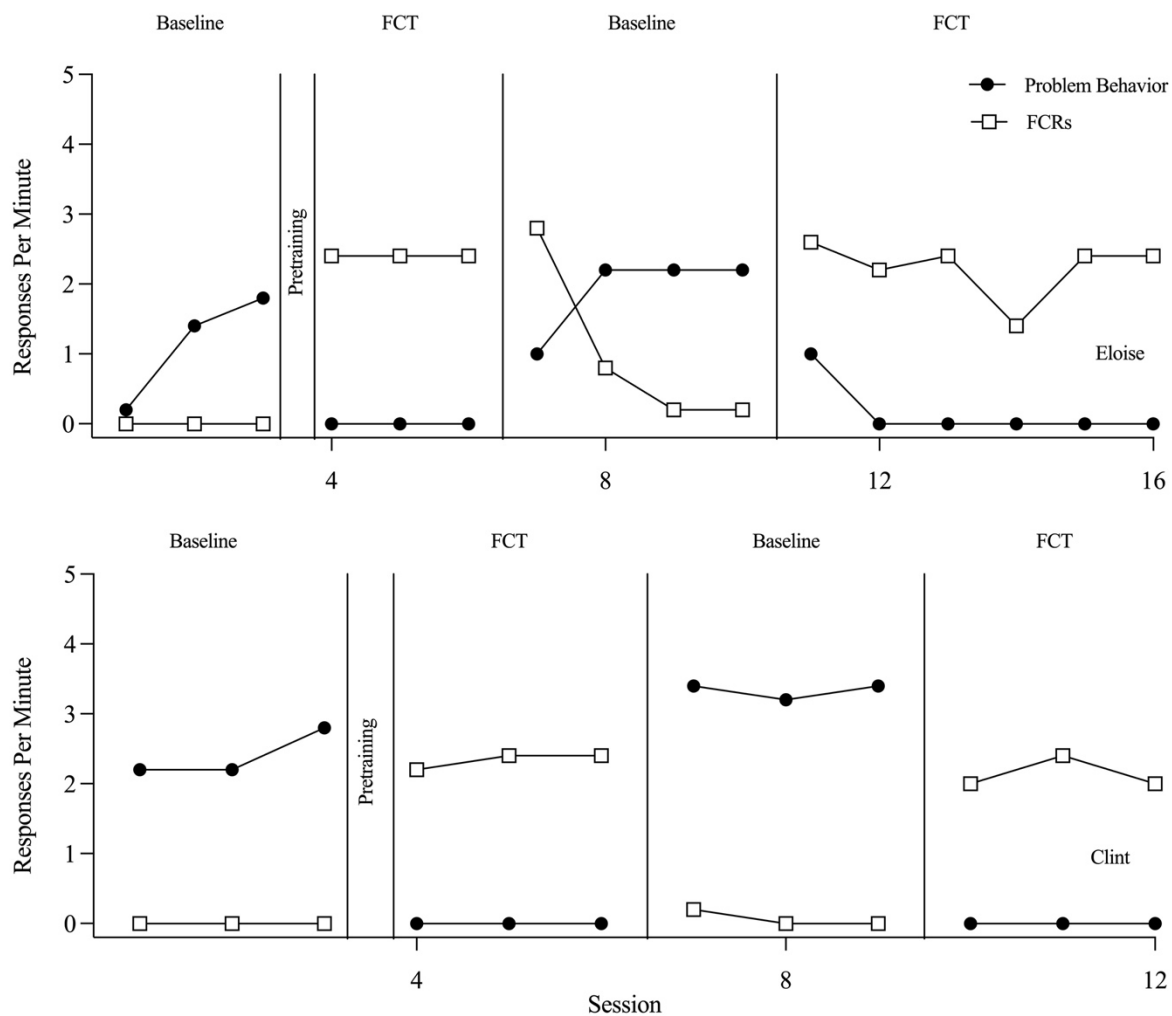 Baseline FCT Baseline FCT
5
4
3
2
1
0
Responses Per Minute
Pretraining
Problem Behavior
FCRs
Eloise
4 8 12 16
Baseline FCT Baseline FCT
5
4
3
2
1
0
Responses Per Minute
Pretraining
Clint
4 8 12
Session